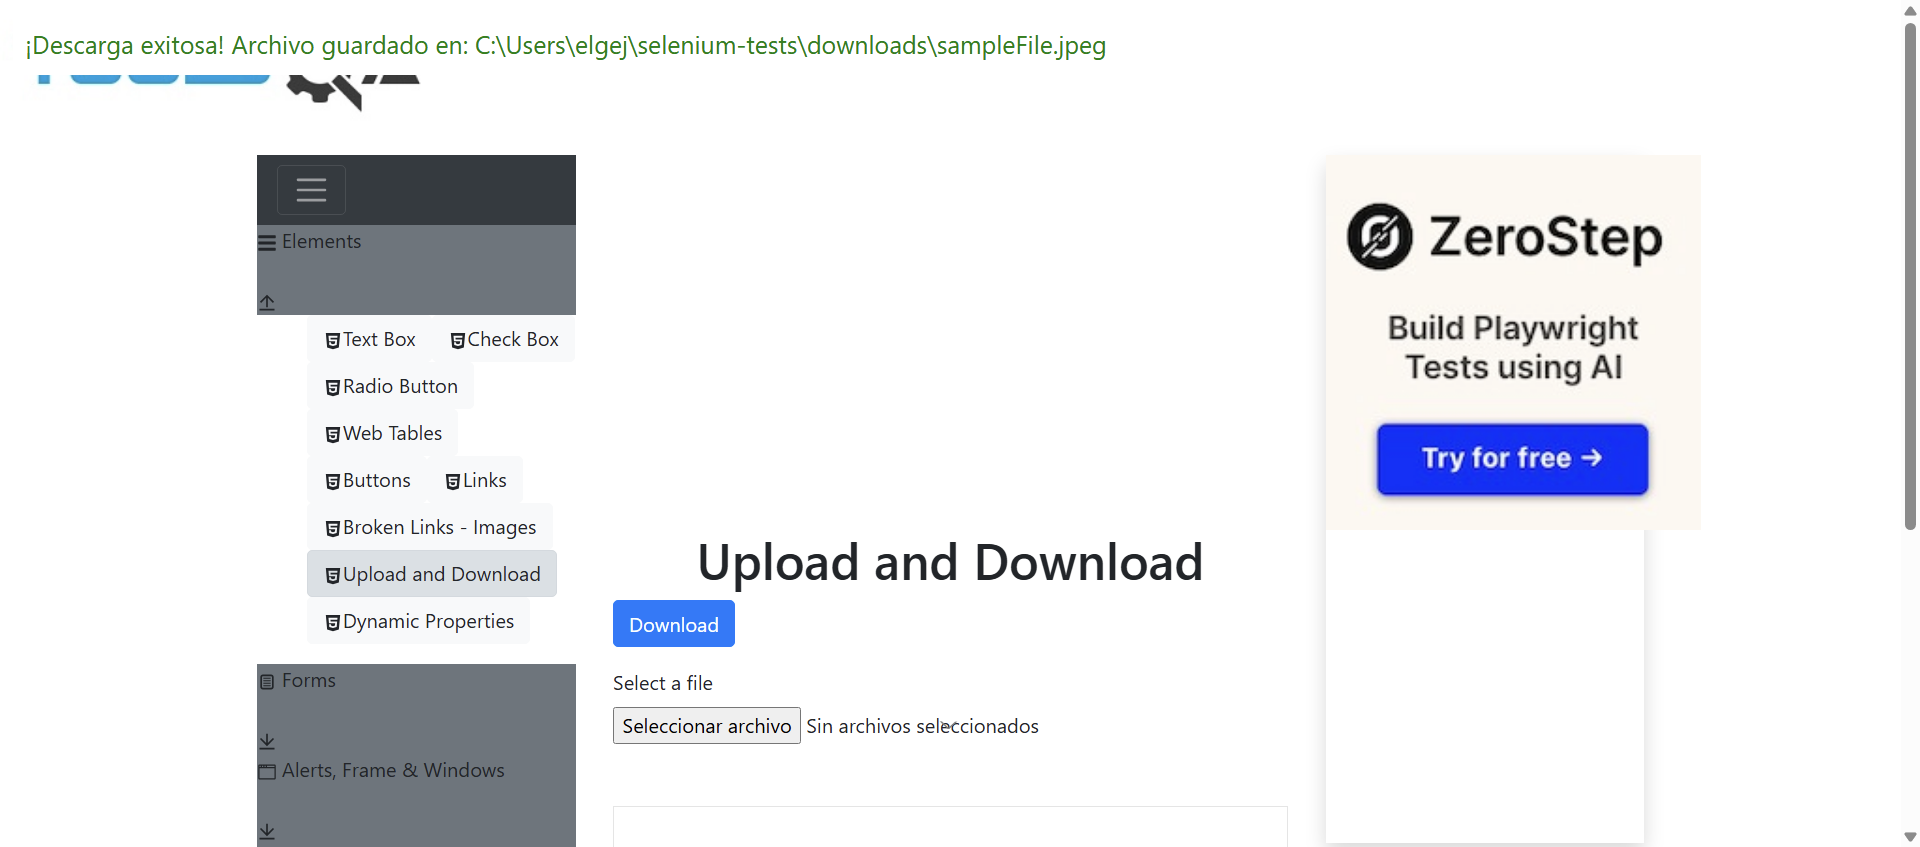 ¡Descarga exitosa! Archivo guardado en: C:\Users\elgej\selenium-tests\downloads\sampleFile.jpeg
Elements
Text Box
Check Box
Radio Button
Web Tables
Buttons
Links
Broken Links - Images
Upload and Download
Dynamic Properties
Forms
Alerts, Frame & Windows
Upload and Download
Download
Select a file
Seleccionar archivo Sin archivos seleccionados
ZeroStep
Build Playwright
Tests using AI
Try for free →